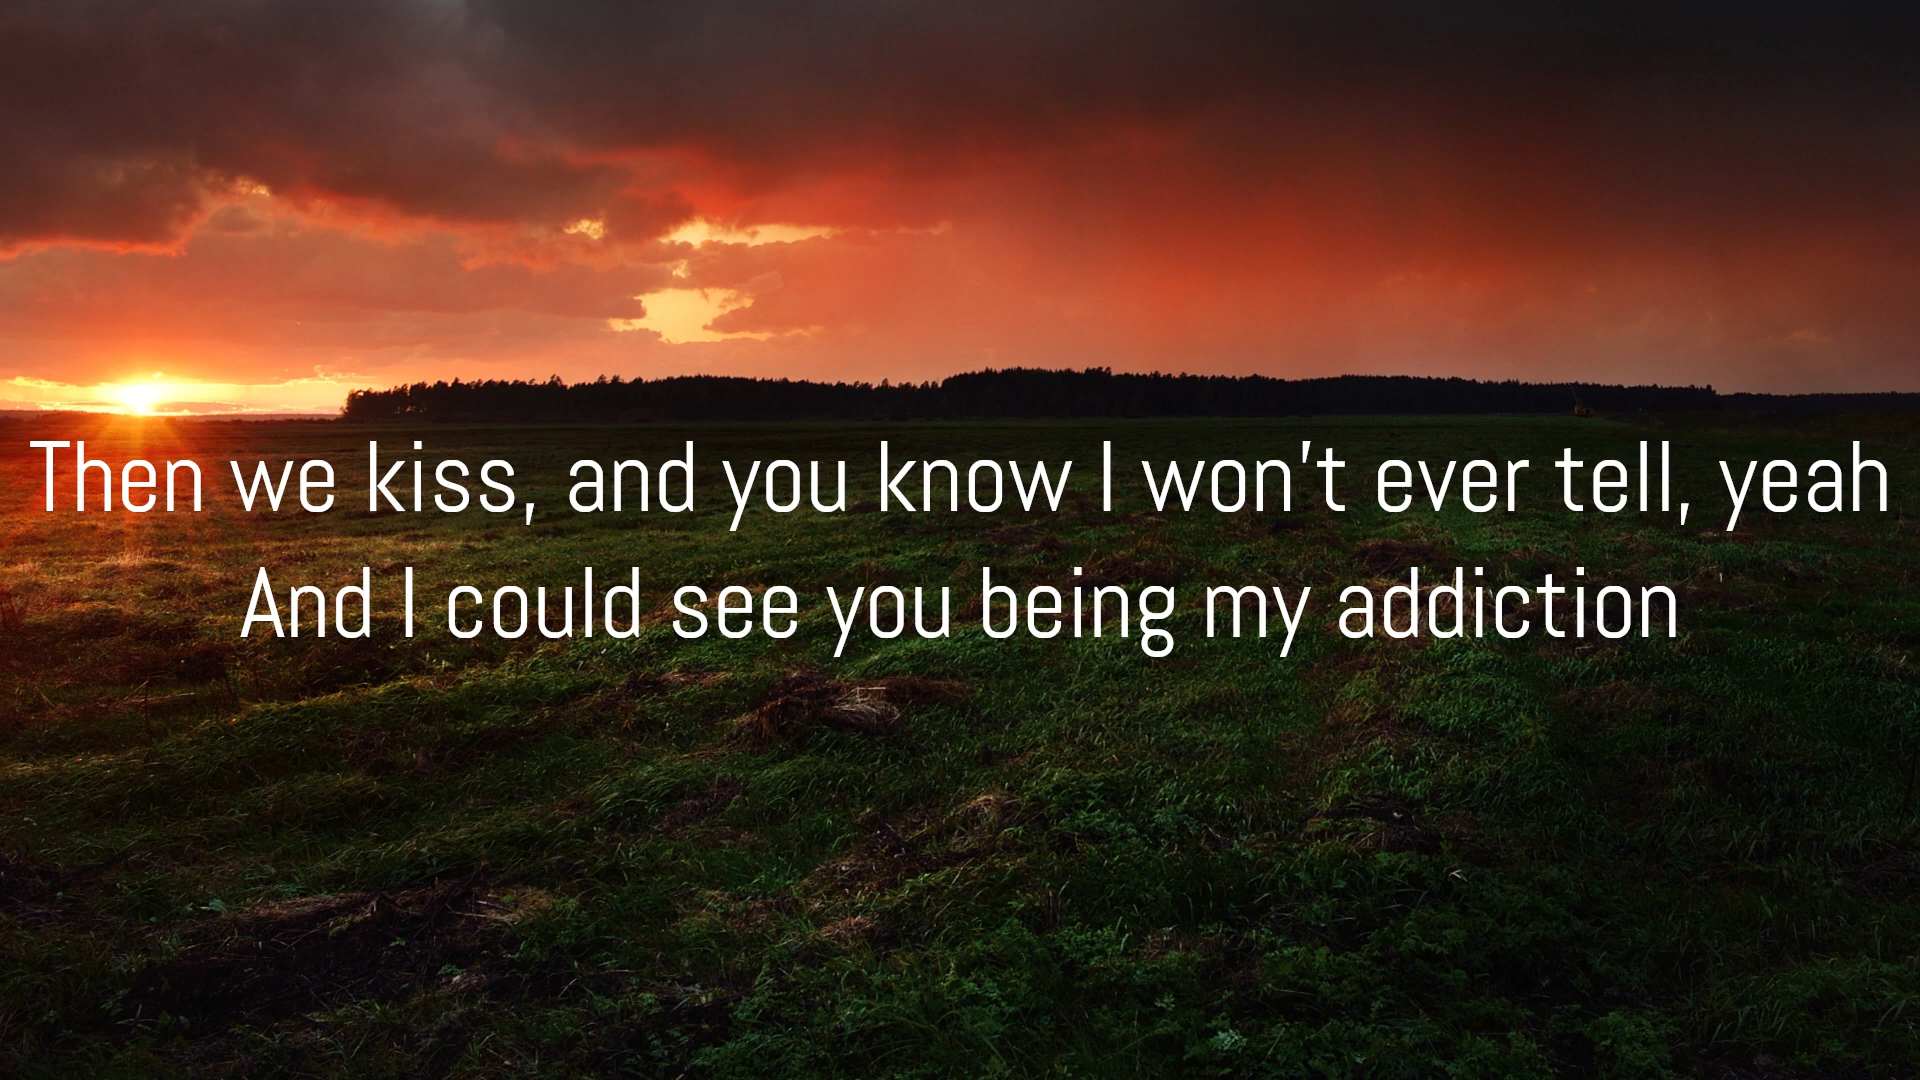 Then we kiss, and you know I won't ever tell, yeah
And I could see you being my addiction